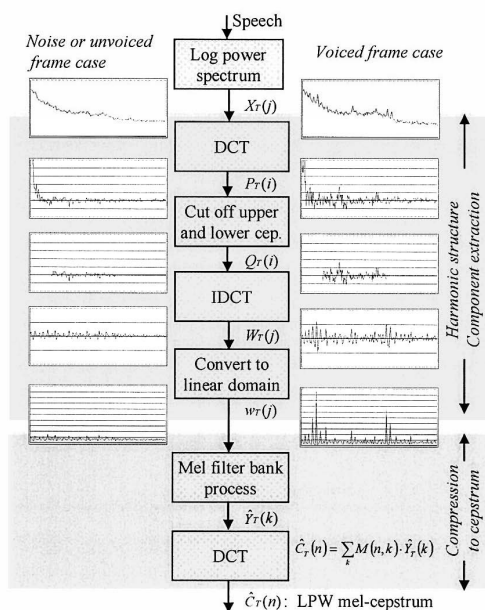 Speech
Noise or unvoiced
frame case
Log power
spectrum
Voiced frame case
X_T(j)
DCT
P_T(i)
Cut off upper
and lower cep.
Q_T(i)
IDCT
W_T(j)
Convert to
linear domain
w_T(j)
Harmonic structure
Component extraction
Mel filter bank
process
Ŷ_T(k)
DCT
Ĉ_T(n) = ∑_k M(n,k)·Ŷ_T(k)
Compression
to cepstrum
Ĉ_T(n): LPW mel-cepstrum